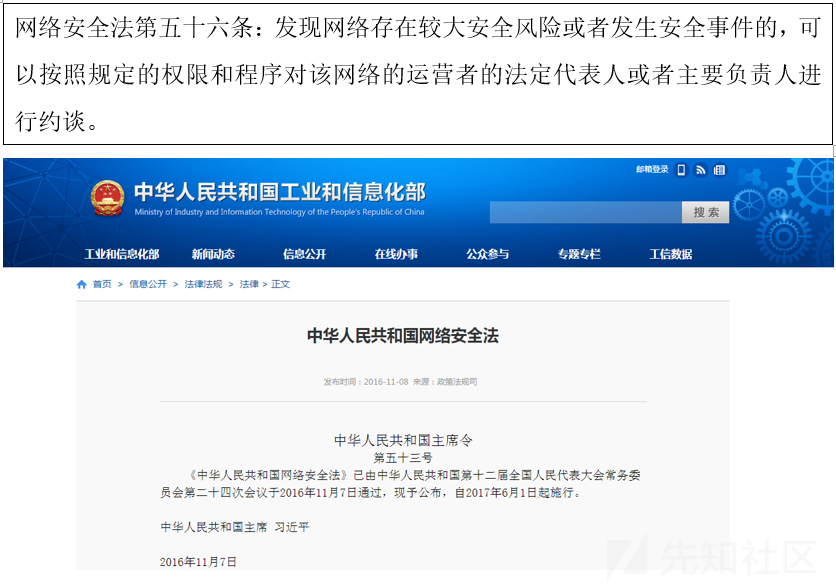 网络安全法第五十六条：发现网络存在较大安全风险或者发生安全事件的，可
以按照规定的权限和程序对该网络的运营者的法定代表人或者主要负责人进
行约谈。
邮箱登录
中华人民共和国工业和信息化部
Ministry of Industry and Information Technology of the People's Republic of China
搜 索
工业和信息化部 新闻动态 信息公开 在线办事 公众参与 专题专栏 工信数据
首页 > 信息公开 > 法律法规 > 法律 > 正文
中华人民共和国网络安全法
发布时间：2016-11-08 来源：政策法规司
中华人民共和国主席令
第五十三号
《中华人民共和国网络安全法》已由中华人民共和国第十二届全国人民代表大会常务委
员会第二十四次会议于2016年11月7日通过，现予公布，自2017年6月1日起施行。
中华人民共和国主席 习近平
2016年11月7日
先知社区